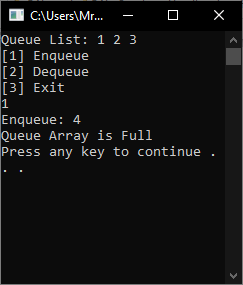 C:\Users\Mr...
Queue List: 1 2 3
[1] Enqueue
[2] Dequeue
[3] Exit
1
Enqueue: 4
Queue Array is Full
Press any key to continue .
. .